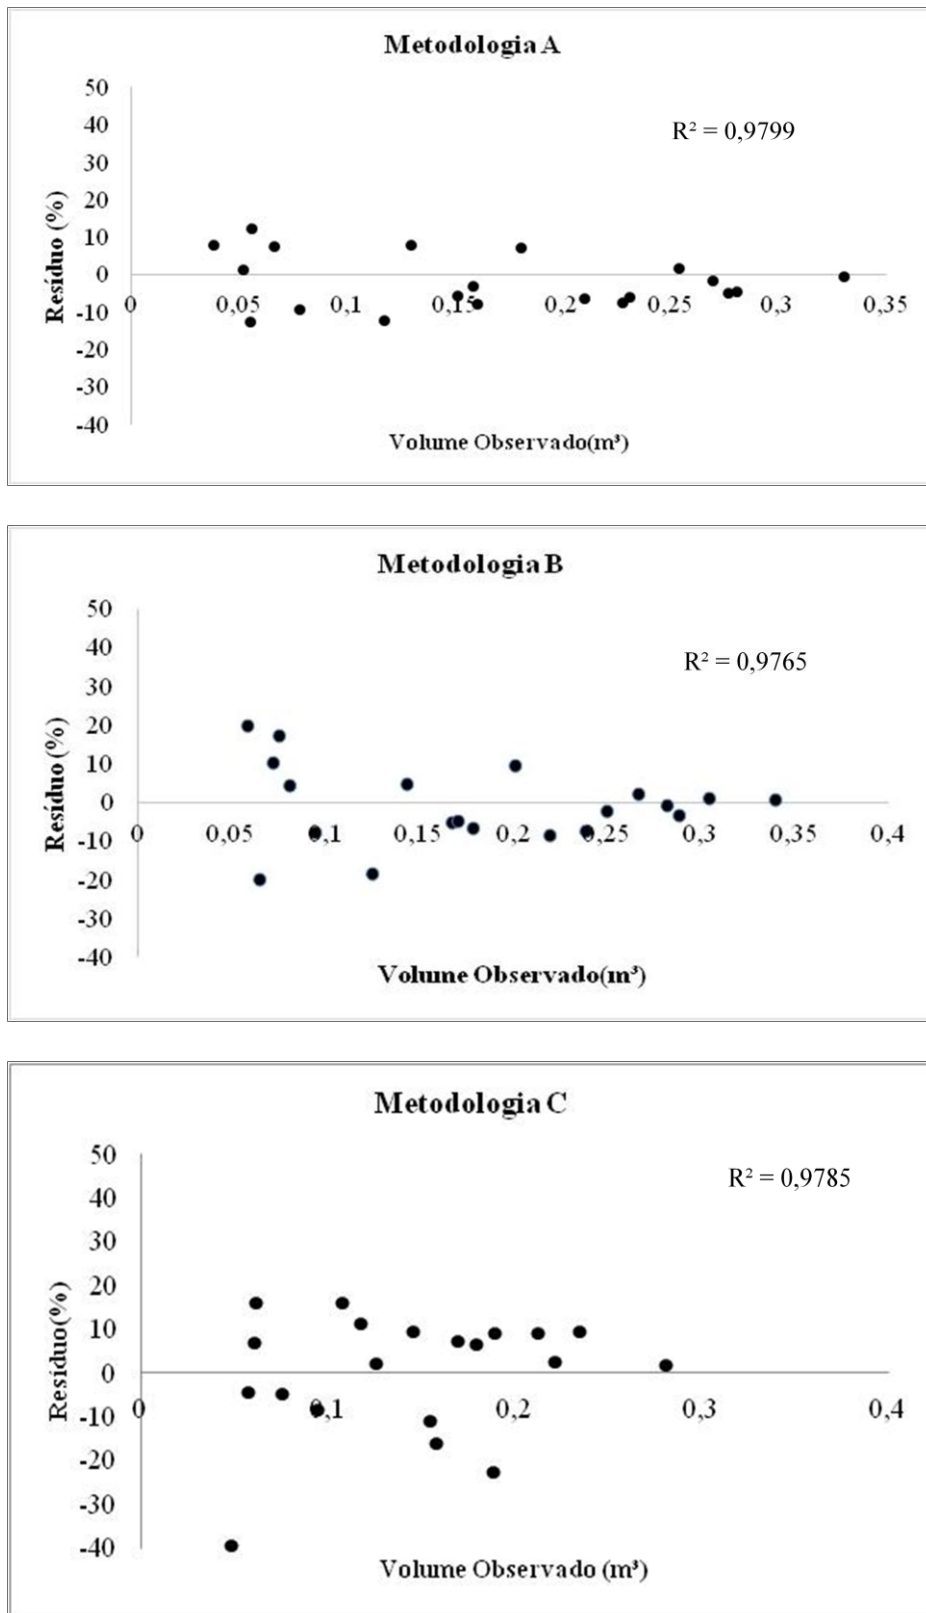 Metodologia A
R² = 0,9799
50
40
30
20
10
0
-10
-20
-30
-40
Resíduo (%)
0 0,05 0,1 0,15 0,2 0,25 0,3 0,35
Volume Observado(m³)
Metodologia B
R² = 0,9765
50
40
30
20
10
0
-10
-20
-30
-40
Resíduo (%)
0 0,05 0,1 0,15 0,2 0,25 0,3 0,35 0,4
Volume Observado(m³)
Metodologia C
R² = 0,9785
50
40
30
20
10
0
-10
-20
-30
-40
Resíduo(%)
0 0,1 0,2 0,3 0,4
Volume Observado (m³)